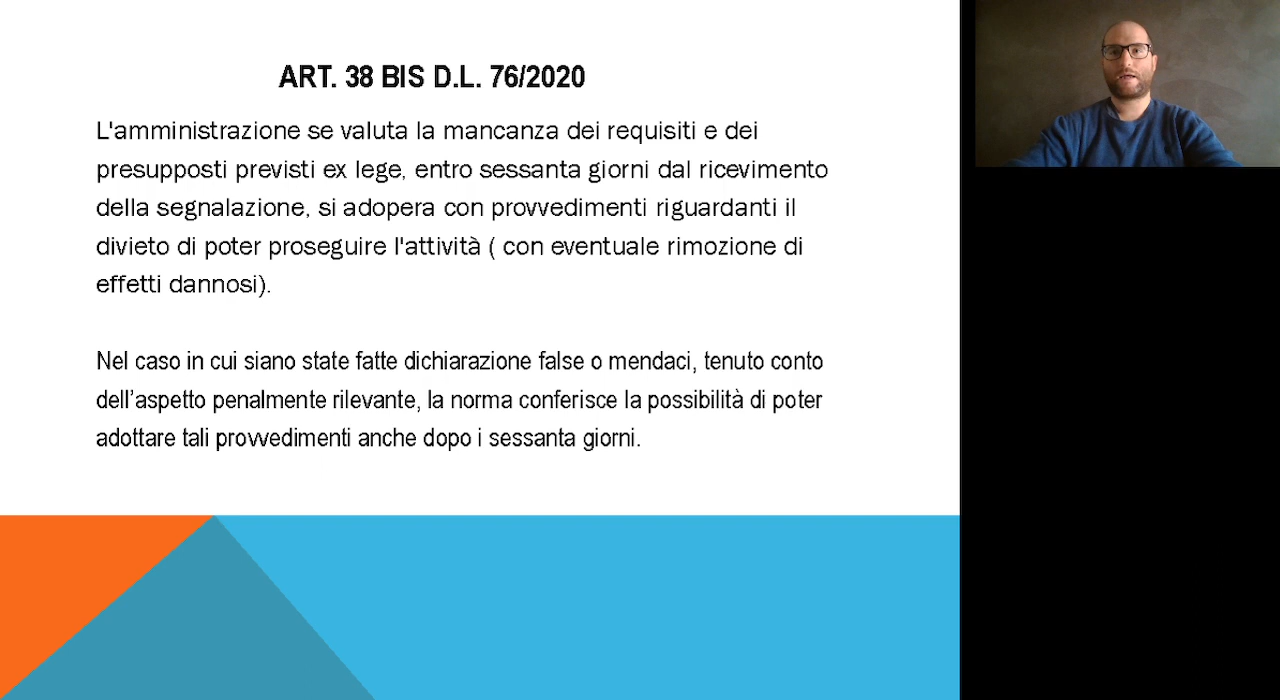 ART. 38 BIS D.L. 76/2020
L'amministrazione se valuta la mancanza dei requisiti e dei
presupposti previsti ex lege, entro sessanta giorni dal ricevimento
della segnalazione, si adopera con provvedimenti riguardanti il
divieto di poter proseguire l'attività ( con eventuale rimozione di
effetti dannosi).
Nel caso in cui siano state fatte dichiarazione false o mendaci, tenuto conto
dell’aspetto penalmente rilevante, la norma conferisce la possibilità di poter
adottare tali provvedimenti anche dopo i sessanta giorni.